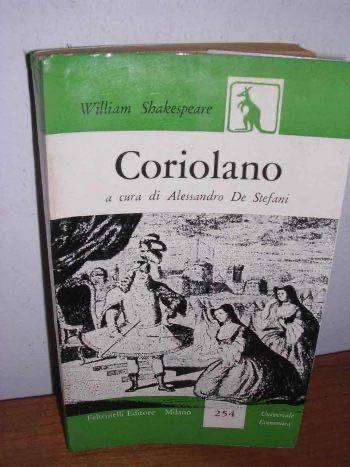 William Shakespeare
Coriolano
a cura di Alessandro De Stefani
Feltrinelli Editore Milano
254
Universale
Economica